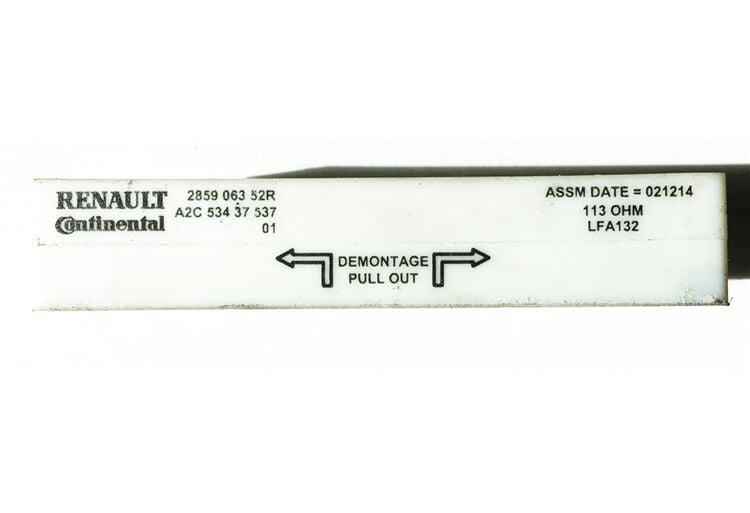 RENAULT 2859 063 52R ASSM DATE = 021214
Continental A2C 534 37 537 113 OHM
01 LFA132
DEMONTAGE
PULL OUT